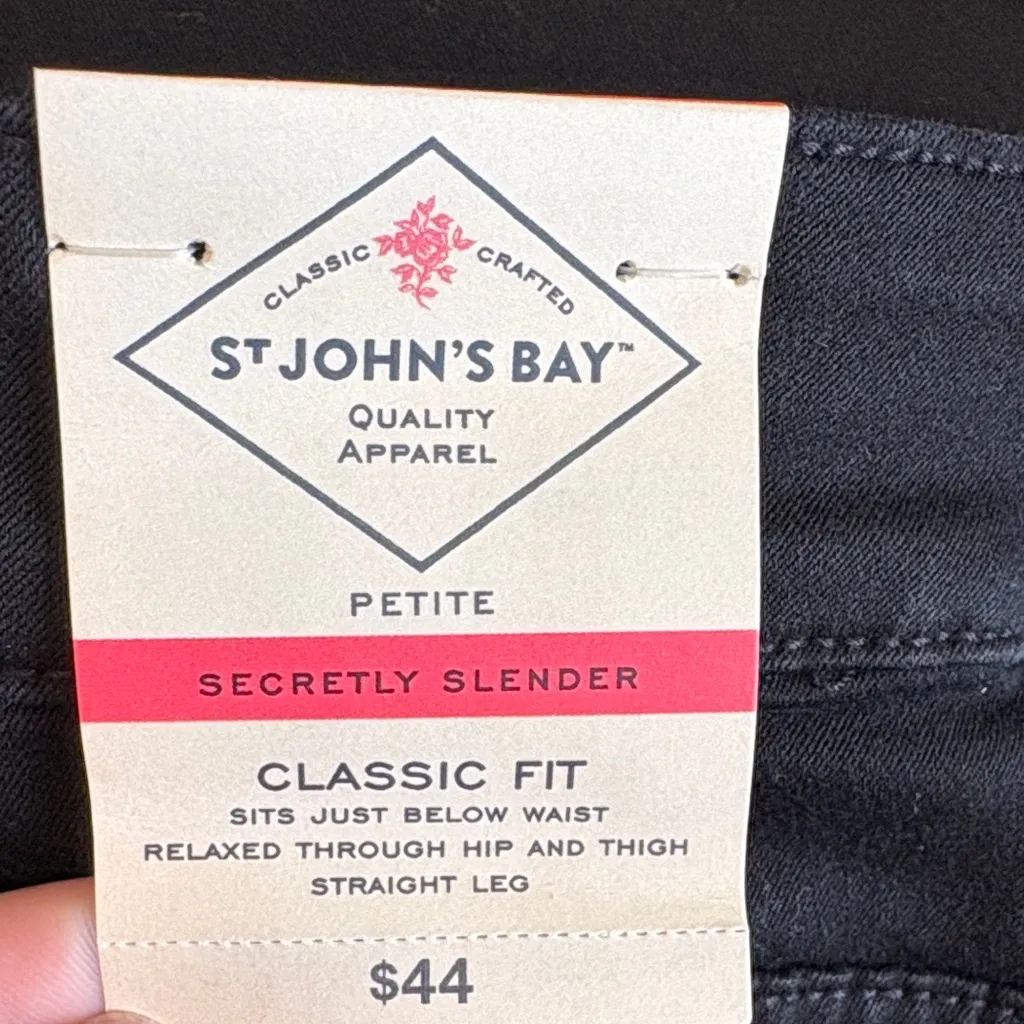 CLASSIC CRAFTED
ST JOHN'S BAY™
QUALITY
APPAREL
PETITE
SECRETLY SLENDER
CLASSIC FIT
SITS JUST BELOW WAIST
RELAXED THROUGH HIP AND THIGH
STRAIGHT LEG
$44